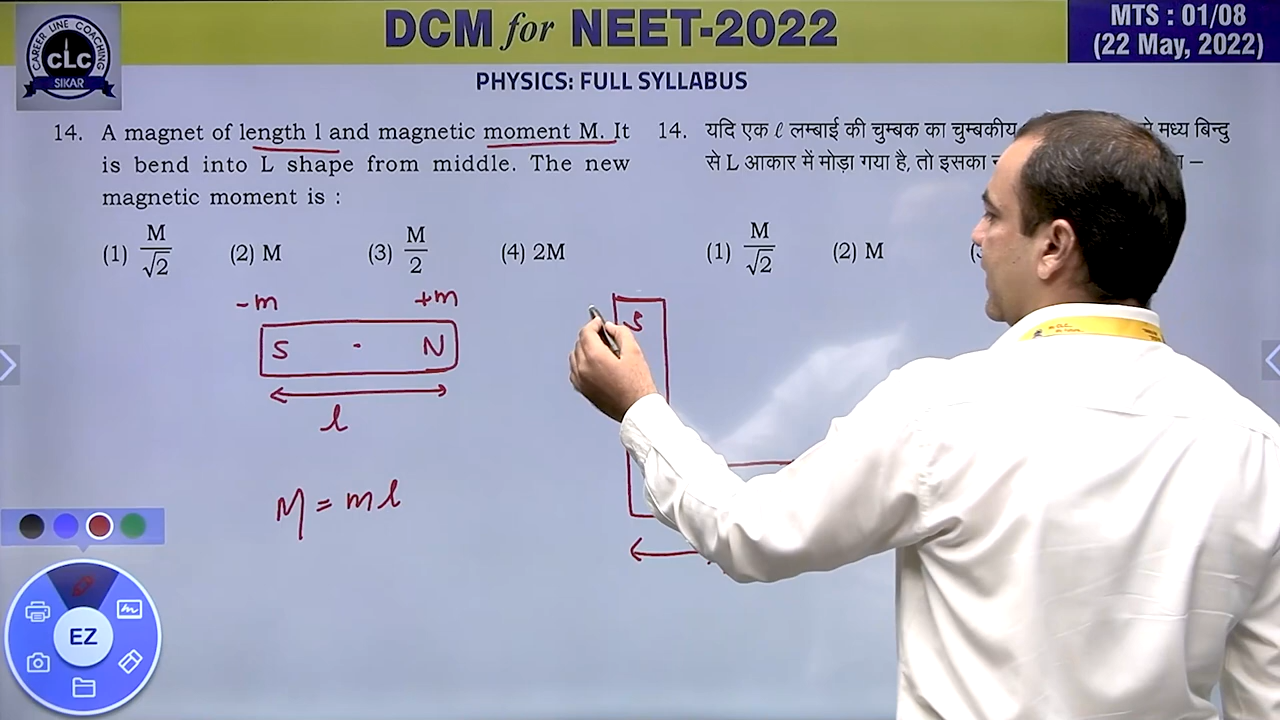 DCM for NEET-2022
MTS : 01/08
(22 May, 2022)
CAREER LINE COACHING
CLC
SIKAR
PHYSICS: FULL SYLLABUS
14. A magnet of length l and magnetic moment M. It
is bend into L shape from middle. The new
magnetic moment is :
(1) M/√2 (2) M (3) M/2 (4) 2M
14. यदि एक ℓ लम्बाई की चुम्बक का चुम्बकीय मध्य बिन्दु
से L आकार में मोड़ा गया है, तो इसका –
(1) M/√2 (2) M
-m +m
S N
l
M = ml
S
EZ